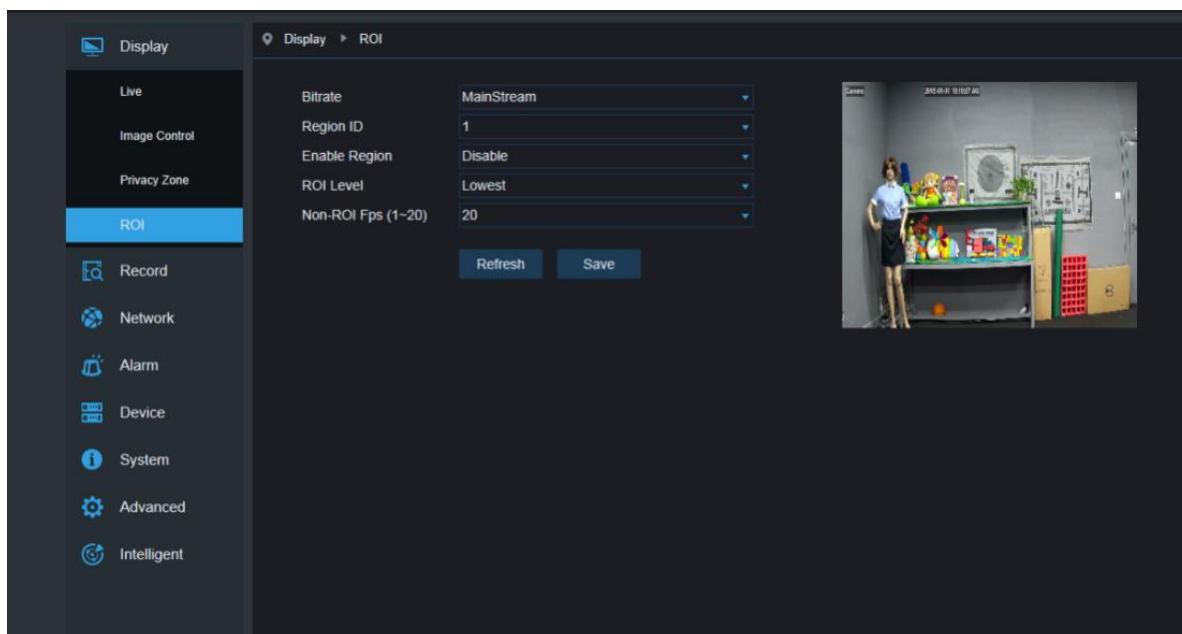 Display
Live
Image Control
Privacy Zone
ROI
Record
Network
Alarm
Device
System
Advanced
Intelligent
Display ▸ ROI
Bitrate MainStream
Region ID 1
Enable Region Disable
ROI Level Lowest
Non-ROI Fps (1~20) 20
Refresh Save